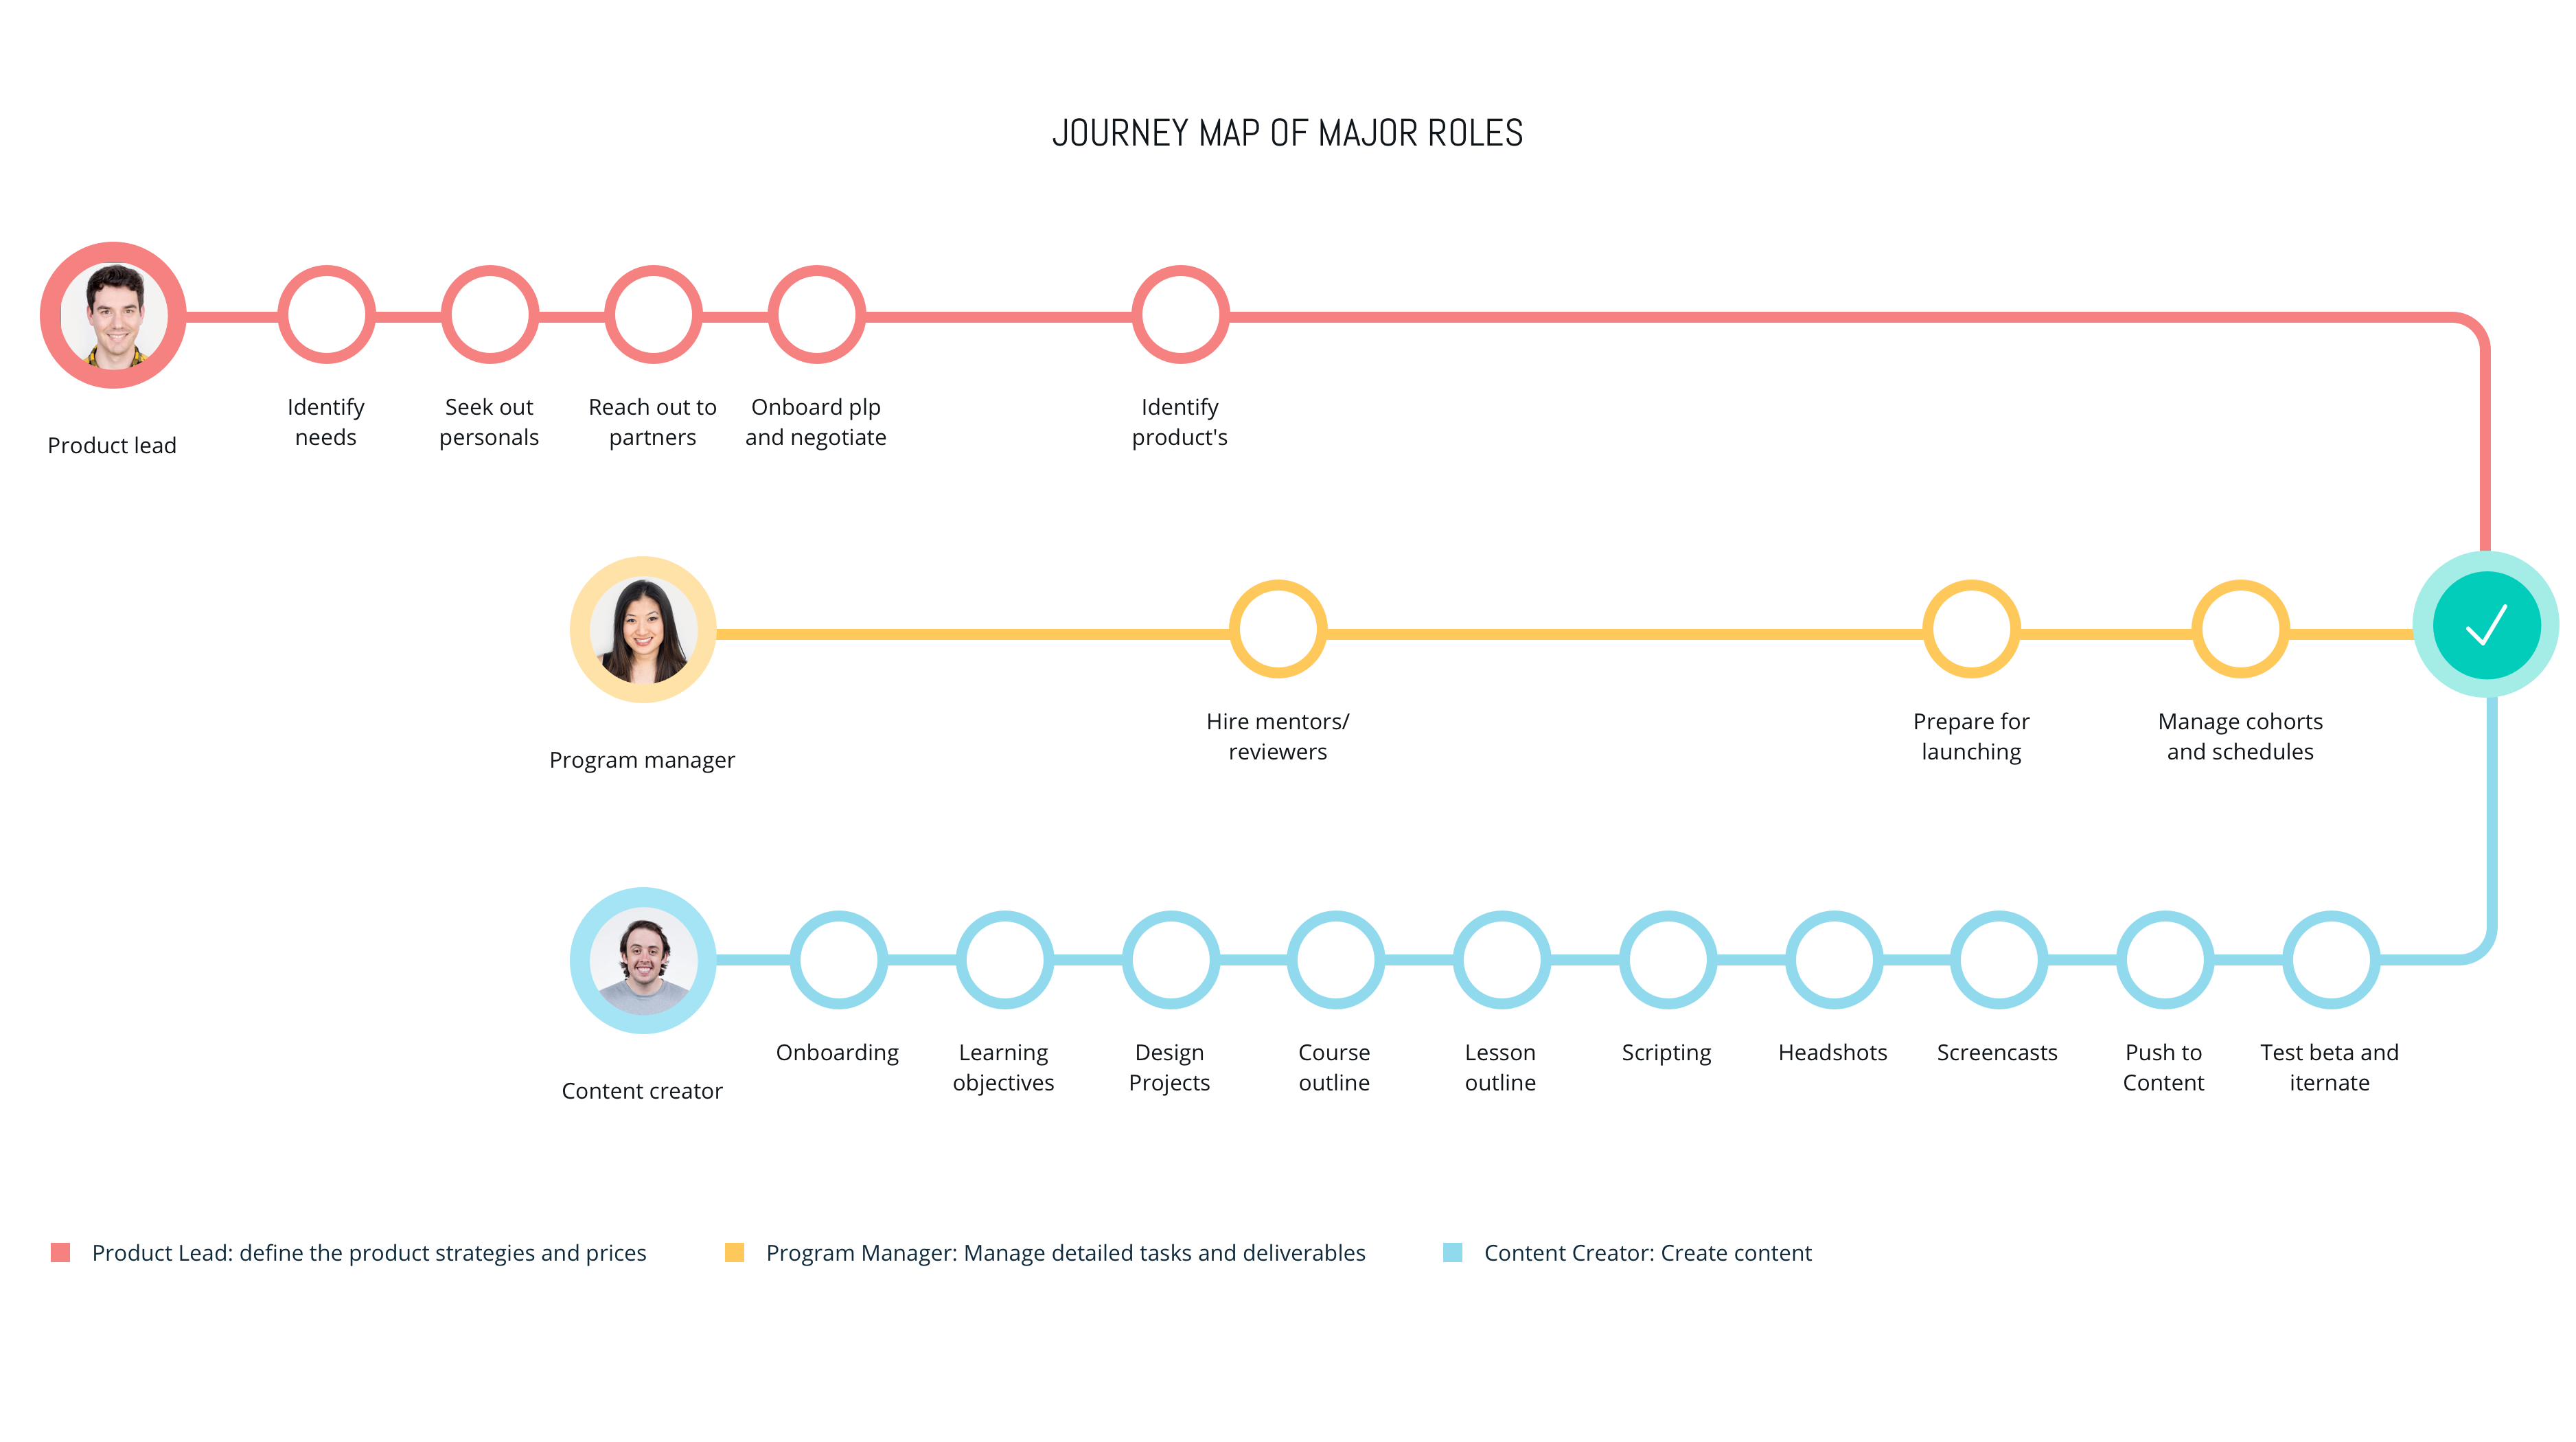 JOURNEY MAP OF MAJOR ROLES
Product lead
Identify
needs
Seek out
personals
Reach out to
partners
Onboard plp
and negotiate
Identify
product's
Program manager
Hire mentors/
reviewers
Prepare for
launching
Manage cohorts
and schedules
Content creator
Onboarding
Learning
objectives
Design
Projects
Course
outline
Lesson
outline
Scripting
Headshots
Screencasts
Push to
Content
Test beta and
iternate
Product Lead: define the product strategies and prices
Program Manager: Manage detailed tasks and deliverables
Content Creator: Create content